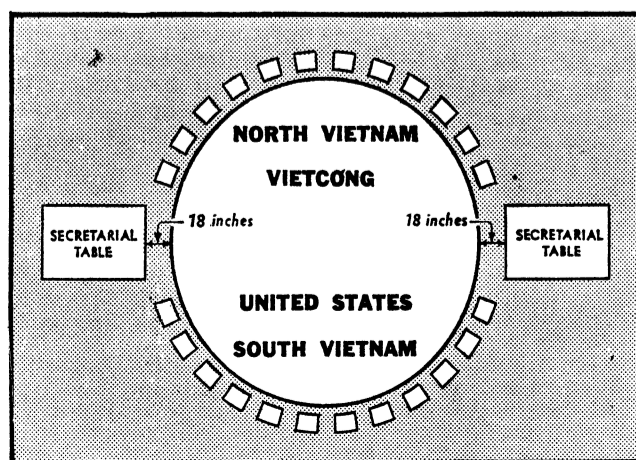 NORTH VIETNAM
VIETCONG
18 inches
18 inches
SECRETARIAL
TABLE
SECRETARIAL
TABLE
UNITED STATES
SOUTH VIETNAM